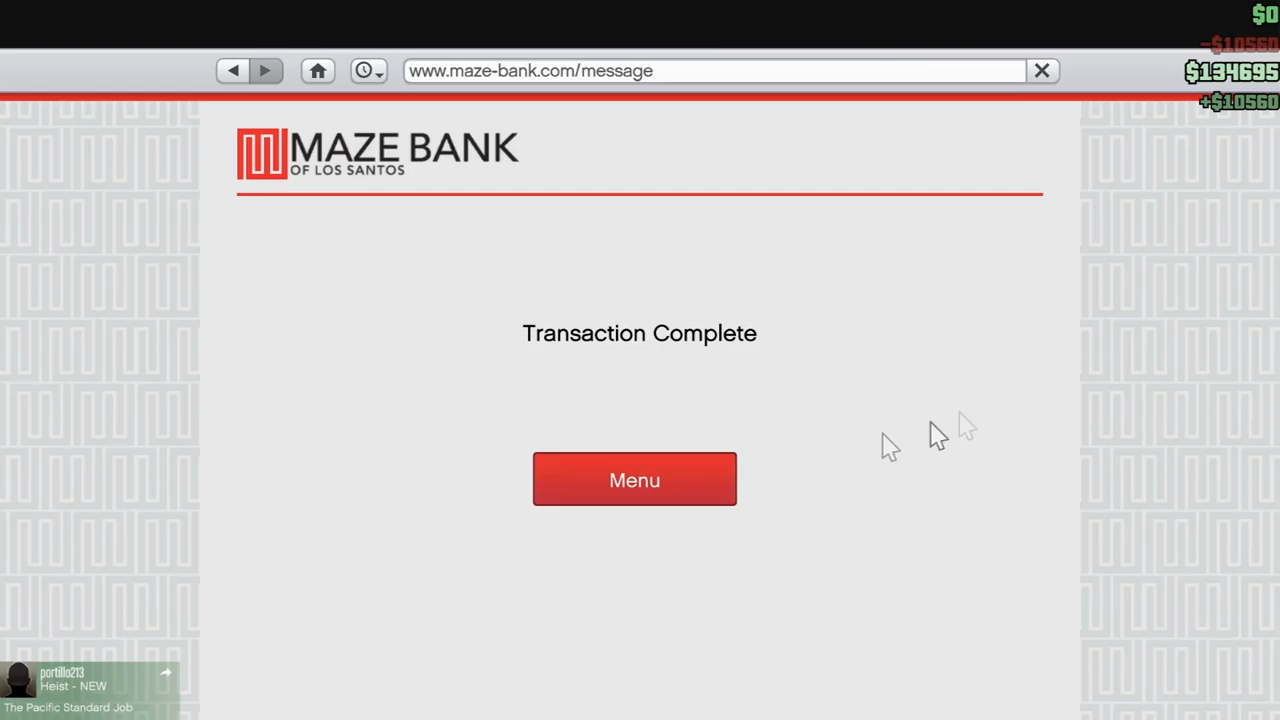 $0
-$10560
www.maze-bank.com/message
$134695
+$10560
MAZE BANK
OF LOS SANTOS
Transaction Complete
Menu
portillo213
Heist - NEW
The Pacific Standard Job